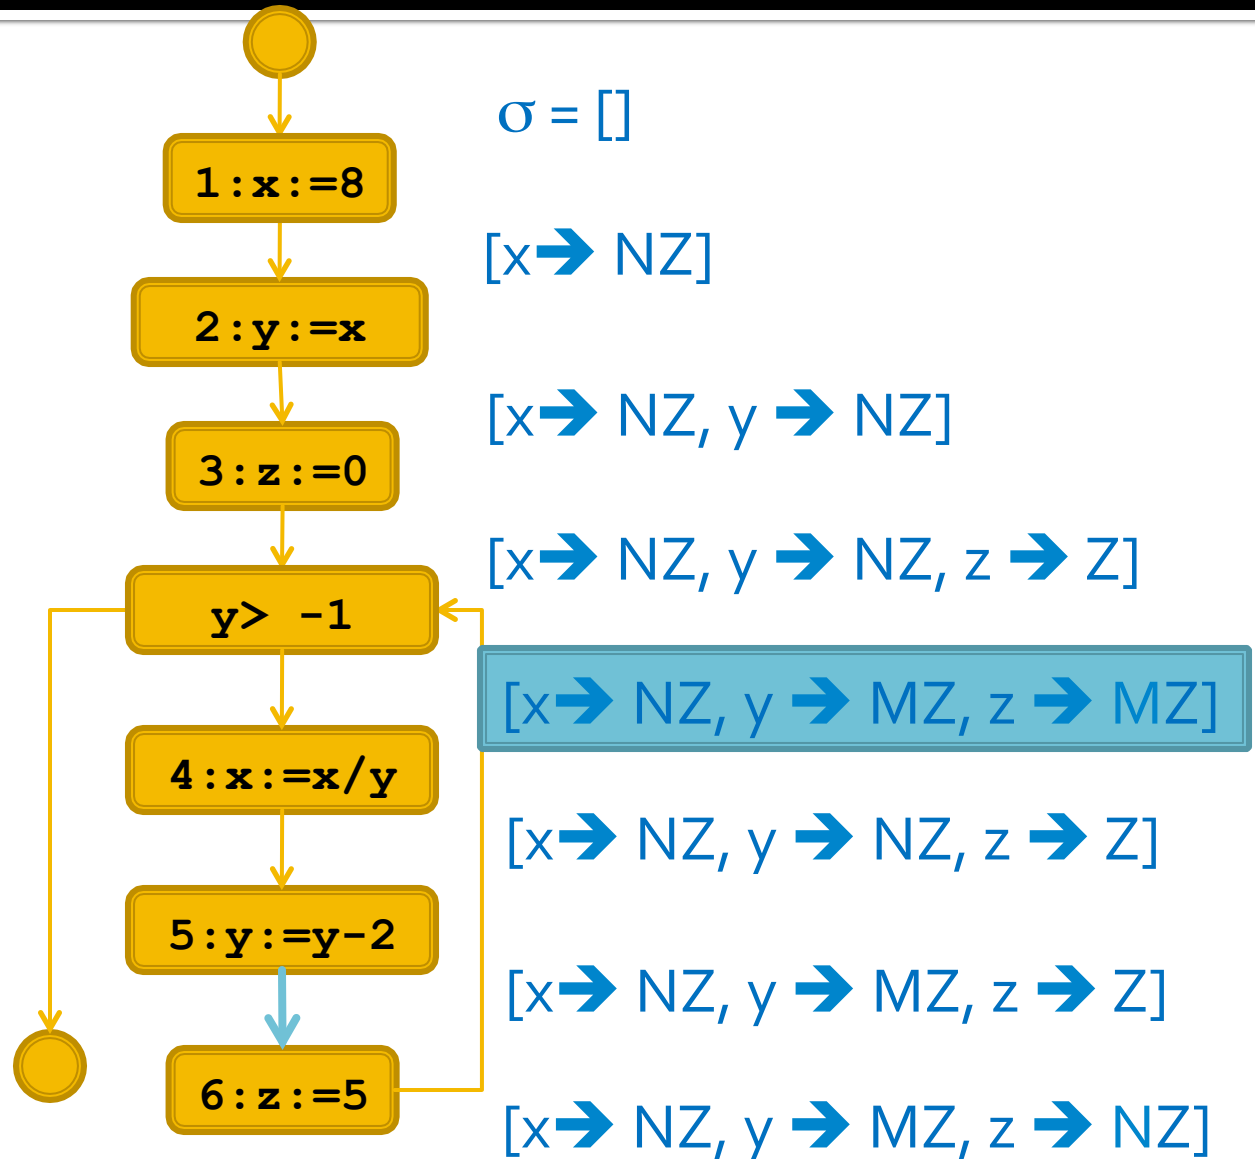 σ = []
1:x:=8
[x➔ NZ]
2:y:=x
[x➔ NZ, y ➔ NZ]
3:z:=0
[x➔ NZ, y ➔ NZ, z ➔ Z]
y> -1
[x➔ NZ, y ➔ MZ, z ➔ MZ]
4:x:=x/y
[x➔ NZ, y ➔ NZ, z ➔ Z]
5:y:=y-2
[x➔ NZ, y ➔ MZ, z ➔ Z]
6:z:=5
[x➔ NZ, y ➔ MZ, z ➔ NZ]